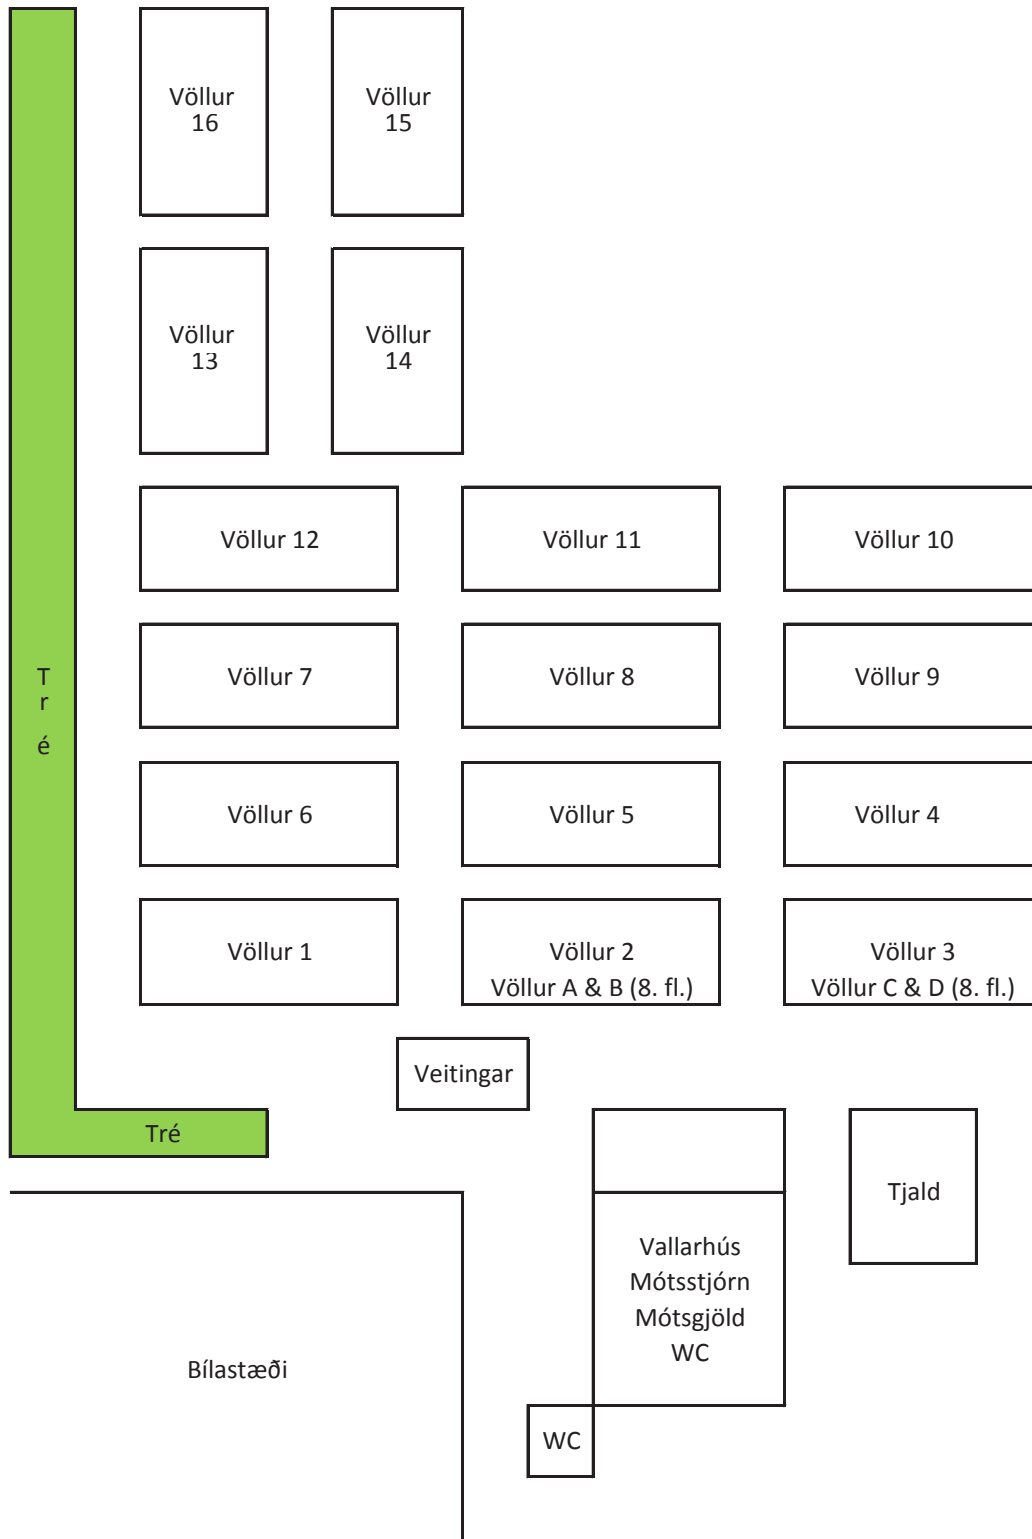 Völlur
16
Völlur
15
Völlur
13
Völlur
14
Völlur 12
Völlur 11
Völlur 10
Völlur 7
Völlur 8
Völlur 9
T
r
é
Völlur 6
Völlur 5
Völlur 4
Völlur 1
Völlur 2
Völlur A & B (8. fl.)
Völlur 3
Völlur C & D (8. fl.)
Veitingar
Tré
Tjald
Vallarhús
Mótsstjórn
Mótsgjöld
WC
Bílastæði
WC